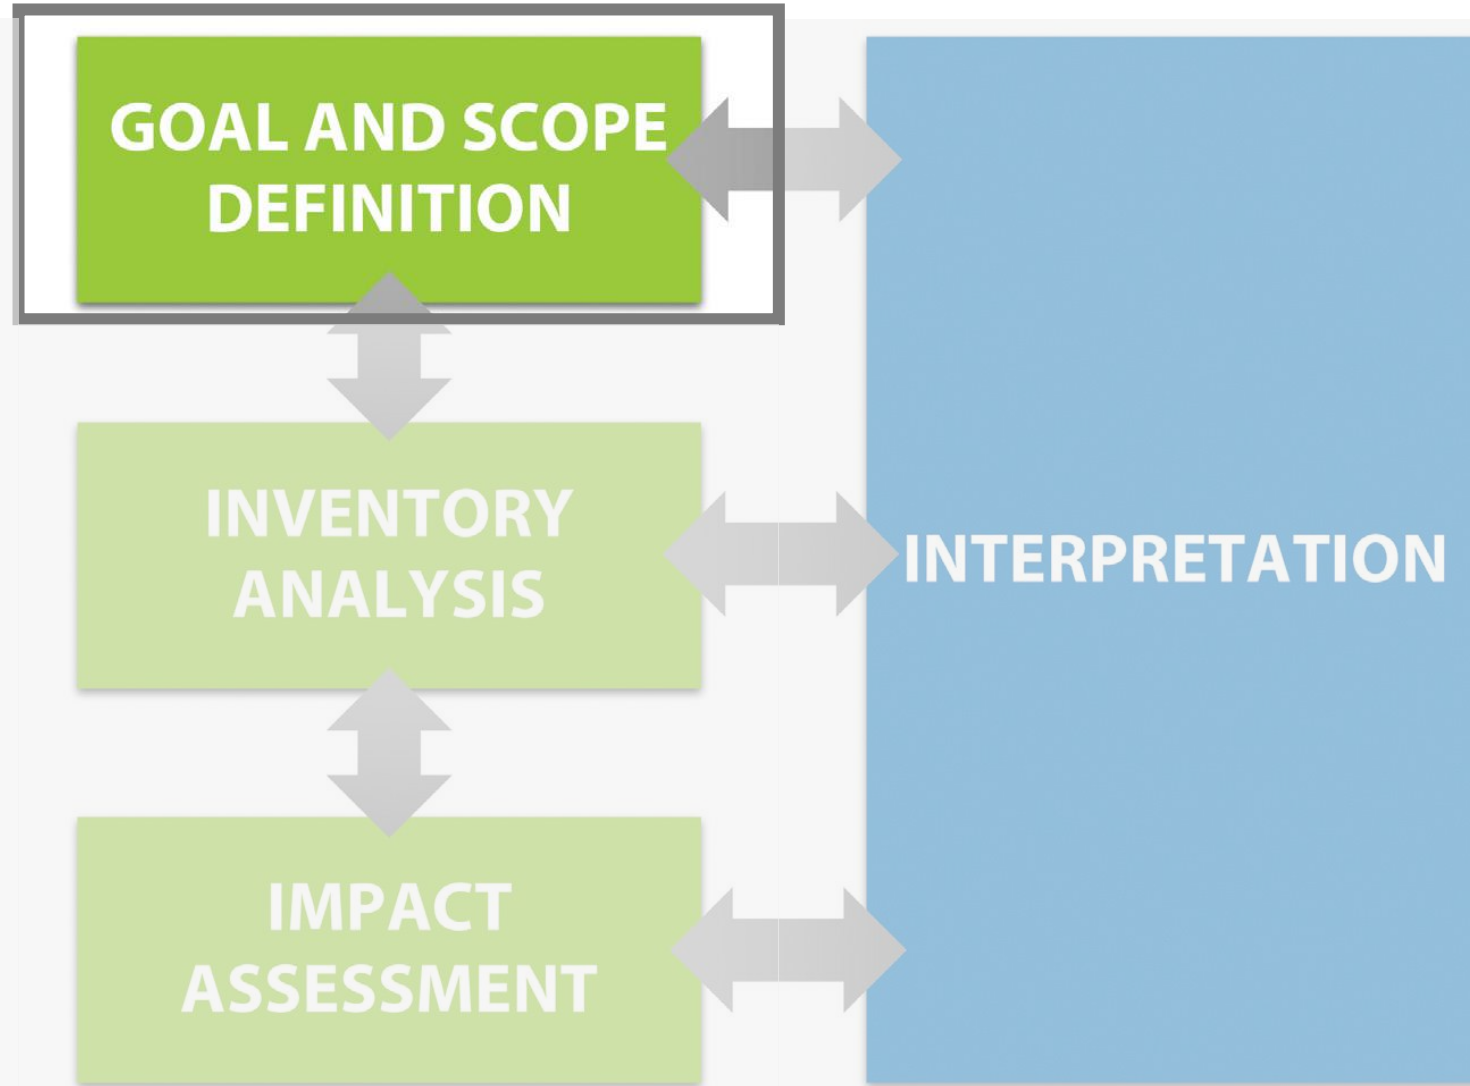 GOAL AND SCOPE
DEFINITION
INVENTORY
ANALYSIS
IMPACT
ASSESSMENT
INTERPRETATION